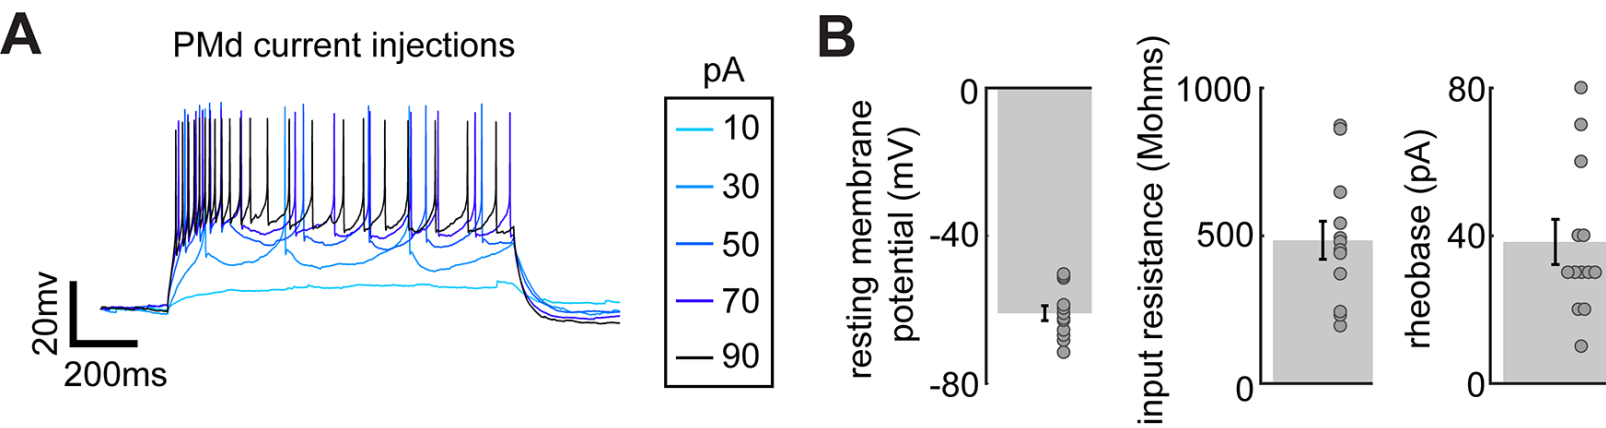 A
PMd current injections
20mv
200ms
pA
10
30
50
70
90
B
resting membrane
potential (mV)
0
-40
-80
input resistance (Mohms)
1000
500
0
rheobase (pA)
80
40
0